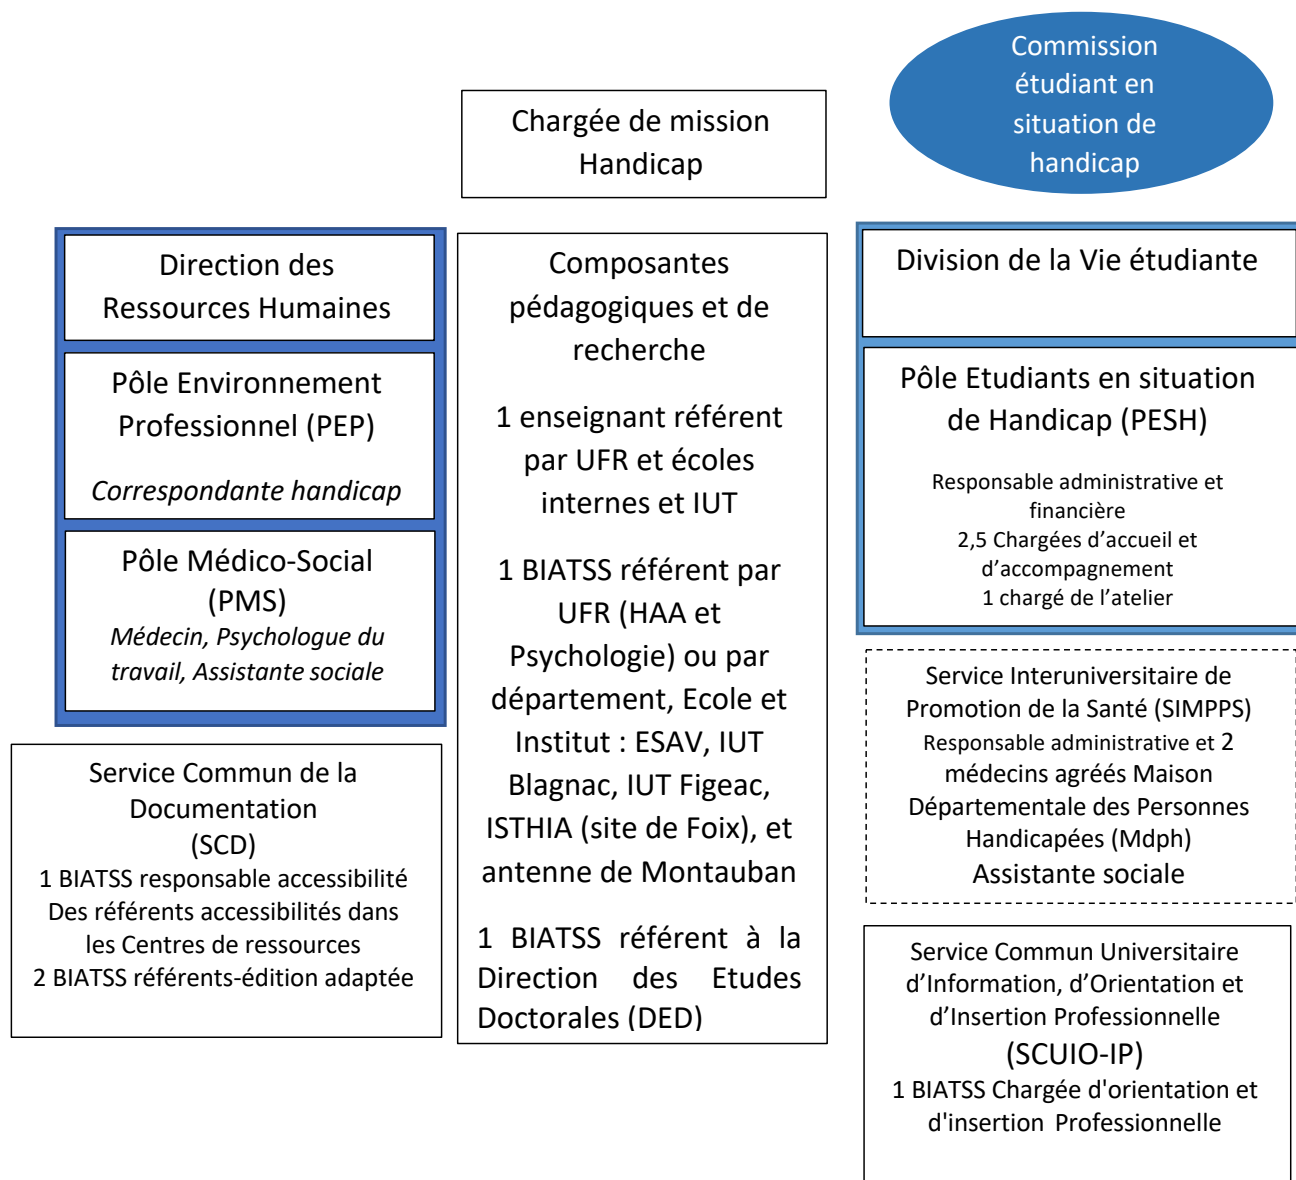 Commission
étudiant en
situation de
handicap
Chargée de mission
Handicap
Direction des
Ressources Humaines
Pôle Environnement
Professionnel (PEP)
Correspondante handicap
Pôle Médico-Social
(PMS)
Médecin, Psychologue du
travail, Assistante sociale
Service Commun de la
Documentation
(SCD)
1 BIATSS responsable accessibilité
Des référents accessibilités dans
les Centres de ressources
2 BIATSS référents-édition adaptée
Composantes
pédagogiques et de
recherche
1 enseignant référent
par UFR et écoles
internes et IUT
1 BIATSS référent par
UFR (HAA et
Psychologie) ou par
département, Ecole et
Institut : ESAV, IUT
Blagnac, IUT Figeac,
ISTHIA (site de Foix), et
antenne de Montauban
1 BIATSS référent à la
Direction des Etudes
Doctorales (DED)
Division de la Vie étudiante
Pôle Etudiants en situation
de Handicap (PESH)
Responsable administrative et
financière
2,5 Chargées d’accueil et
d’accompagnement
1 chargé de l’atelier
Service Interuniversitaire de
Promotion de la Santé (SIMPPS)
Responsable administrative et 2
médecins agréés Maison
Départementale des Personnes
Handicapées (Mdph)
Assistante sociale
Service Commun Universitaire
d’Information, d’Orientation et
d’Insertion Professionnelle
(SCUIO-IP)
1 BIATSS Chargée d'orientation et
d'insertion Professionnelle